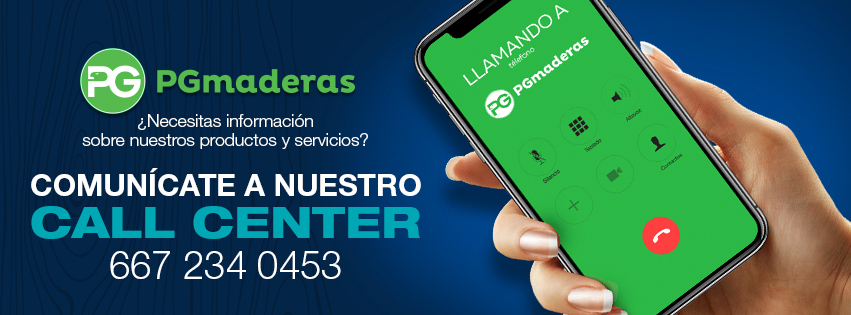 PG PGmaderas
¿Necesitas información
sobre nuestros productos y servicios?
COMUNÍCATE A NUESTRO
CALL CENTER
667 234 0453
LLAMANDO A
teléfono
PG PGmaderas
Silencio
Teclado
Altavoz
Contactos